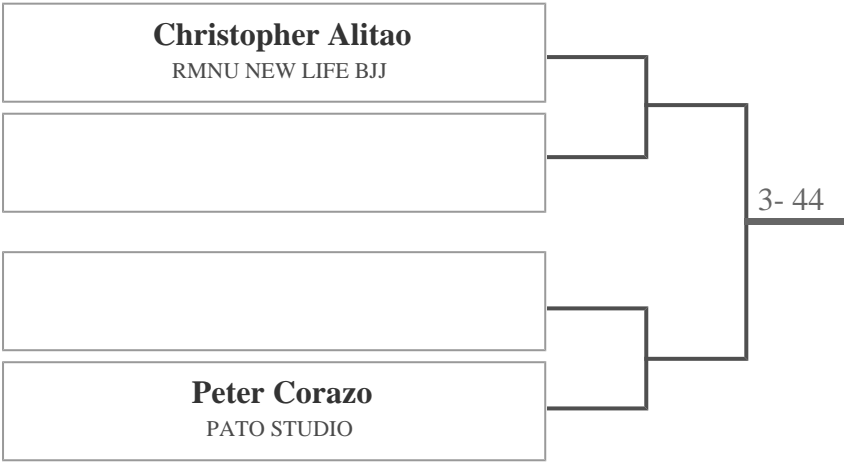 Christopher Alitao
RMNU NEW LIFE BJJ
3- 44
Peter Corazo
PATO STUDIO